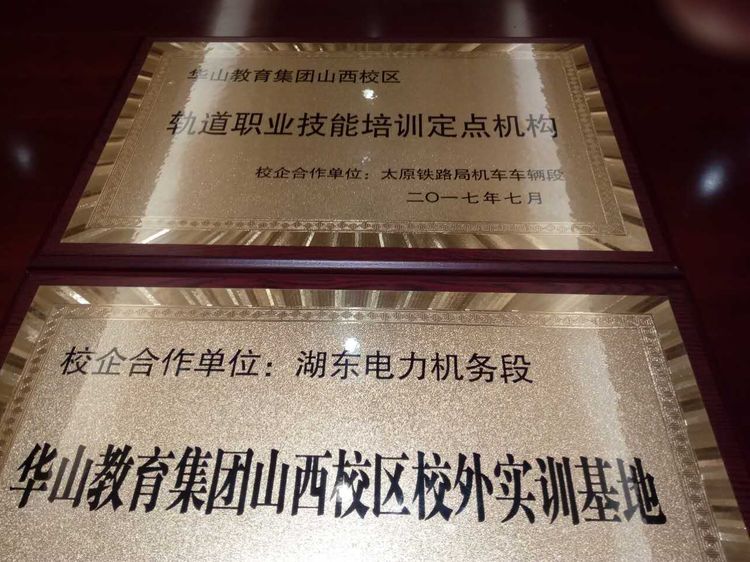 华山教育集团山西校区
轨道职业技能培训定点机构
校企合作单位：太原铁路局机车车辆段
二〇一七年七月
校企合作单位：湖东电力机务段
华山教育集团山西校区校外实训基地